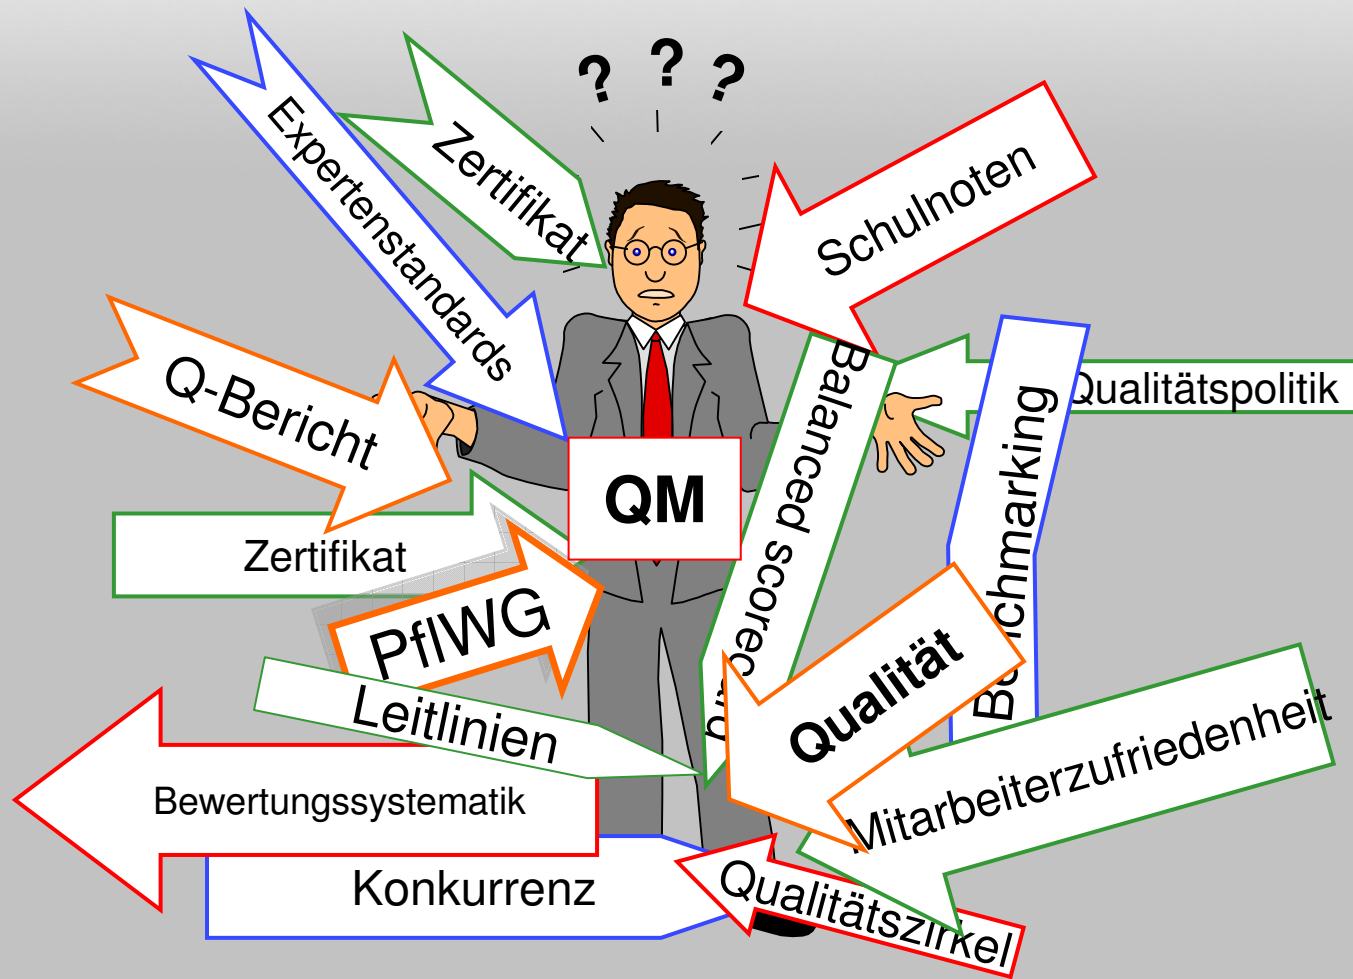 ? ? ?
Expertenstandards
Zertifikat
Schulnoten
Q-Bericht
Balanced scorecard
Qualitätspolitik
Benchmarking
QM
Zertifikat
PflWG
Qualität
Leitlinien
Mitarbeiterzufriedenheit
Bewertungssystematik
Konkurrenz
Qualitätszirkel